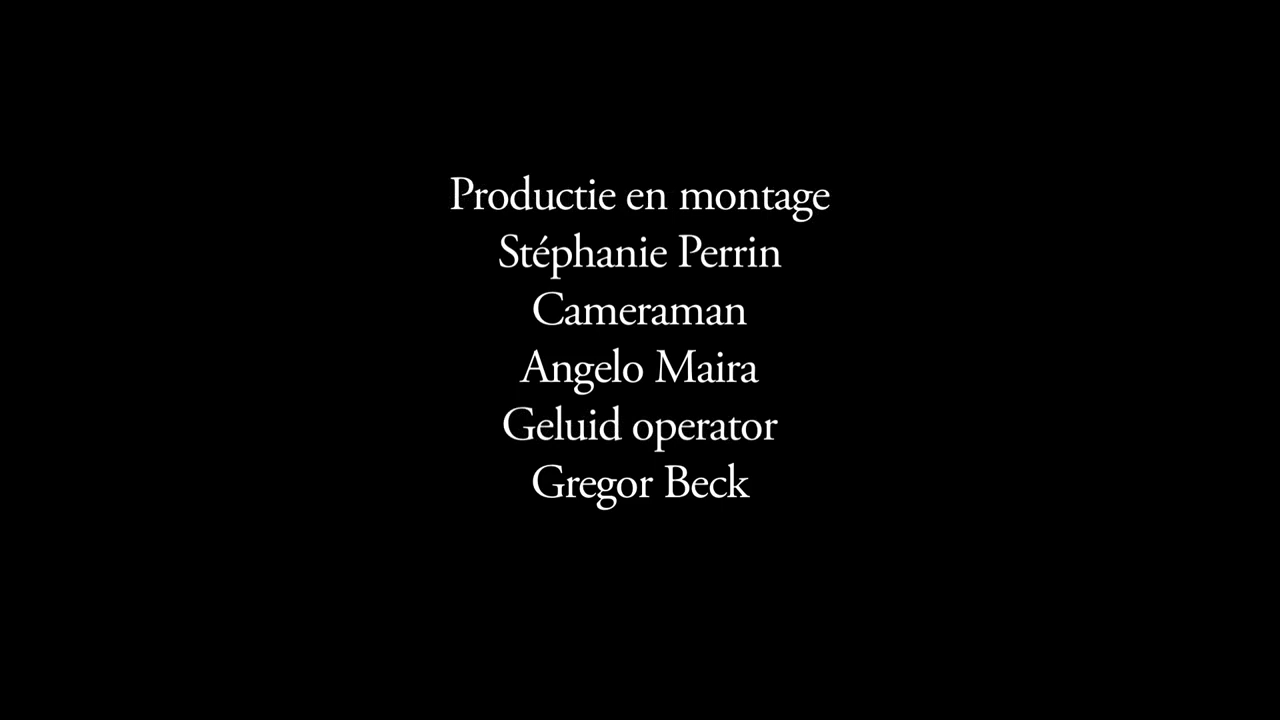 Productie en montage
Stéphanie Perrin
Cameraman
Angelo Maira
Geluid operator
Gregor Beck